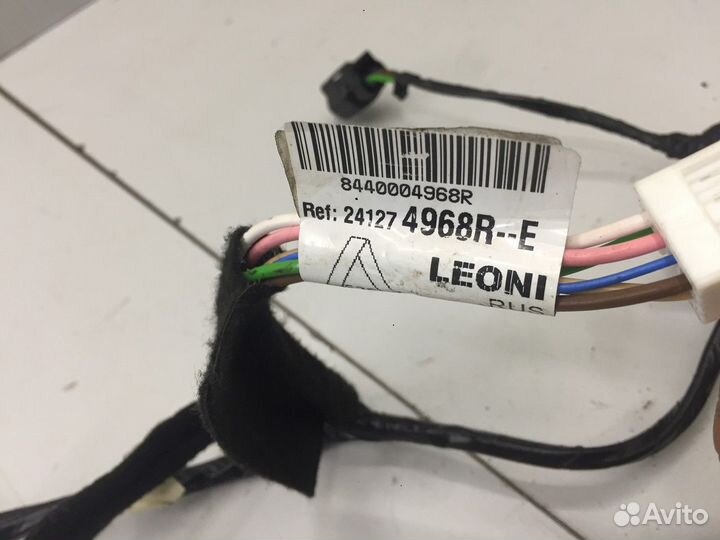 8440004968R
Ref: 24127 4968R--E
LEONI
RUS
Avito